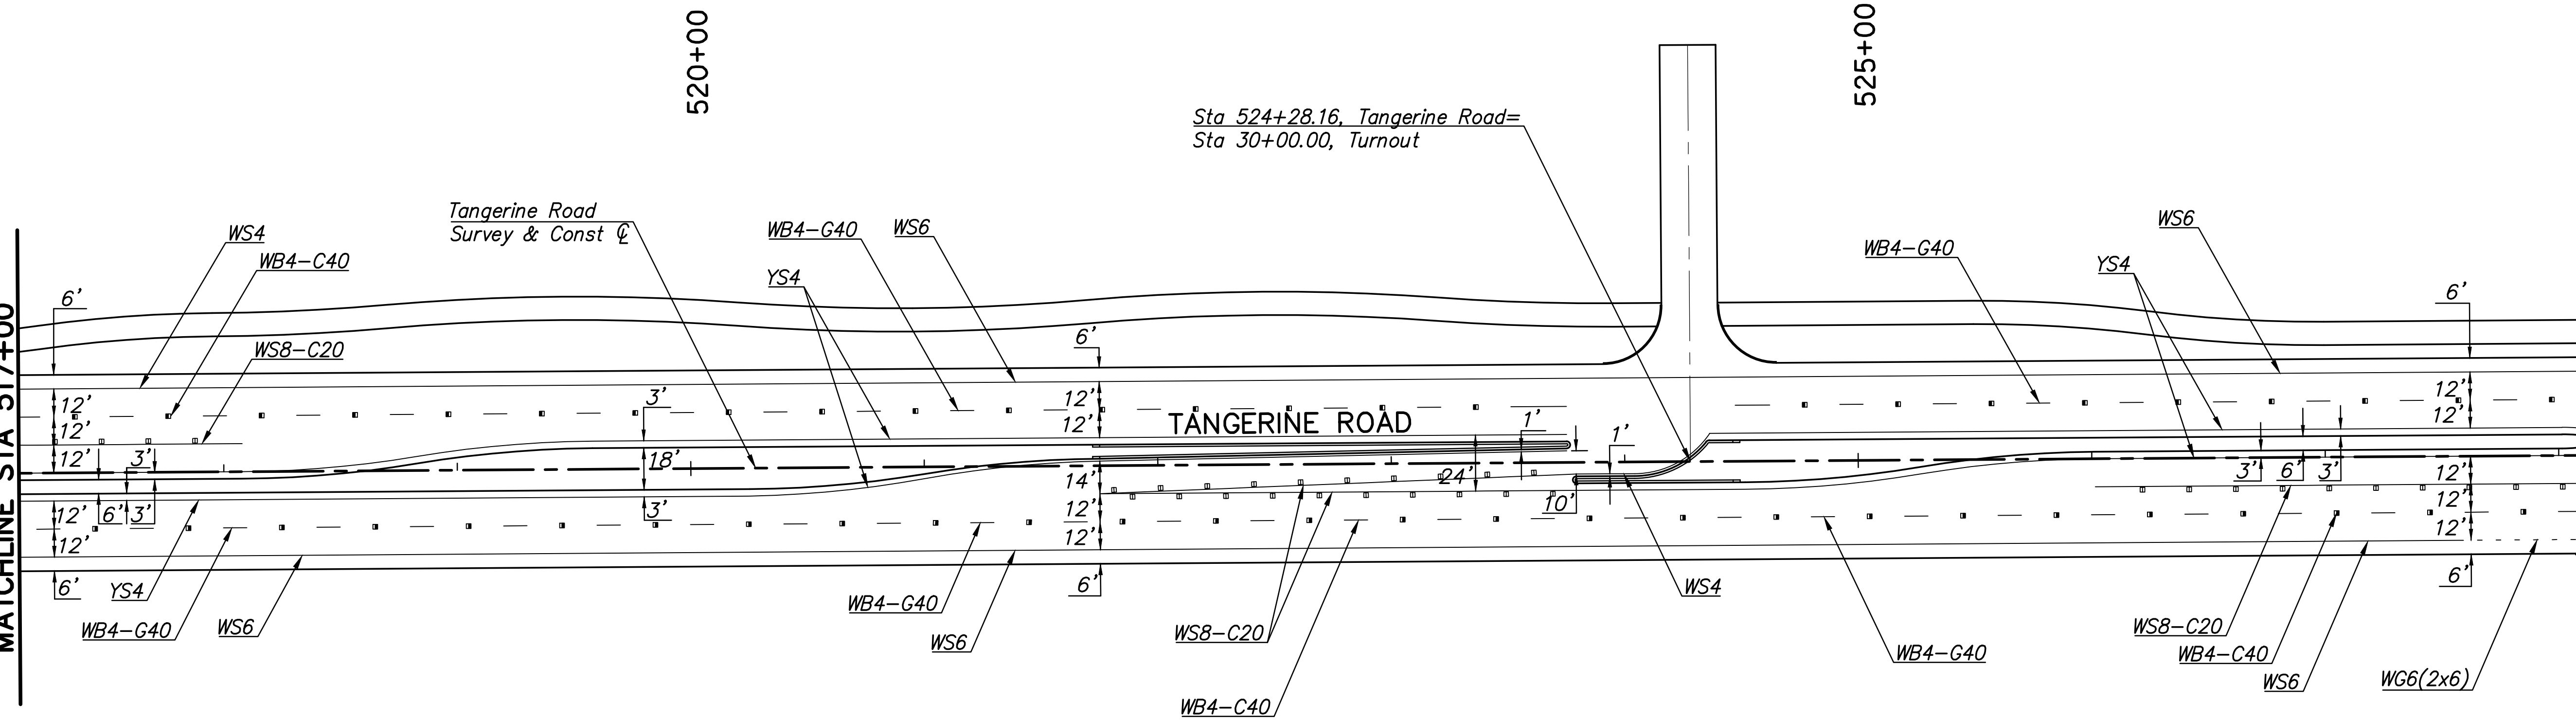 520+00
525+00
Sta 524+28.16, Tangerine Road=
Sta 30+00.00, Turnout
Tangerine Road
Survey & Const ℄
WS4
WB4-C40
WS8-C20
WB4-G40
WS6
YS4
WB4-G40
WS6
YS4
MATCHLINE STA 517+00
6'
6'
6'
12'
12'
12'
3'
6'
3'
12'
12'
6'
3'
18'
3'
12'
12'
14'
12'
12'
6'
TANGERINE ROAD
1'
24'
1'
10'
12'
12'
3'
6'
3'
12'
12'
12'
6'
YS4
WB4-G40
WS6
WB4-G40
WS6
WS8-C20
WB4-C40
WS4
WB4-G40
WS8-C20
WB4-C40
WS6
WG6(2x6)